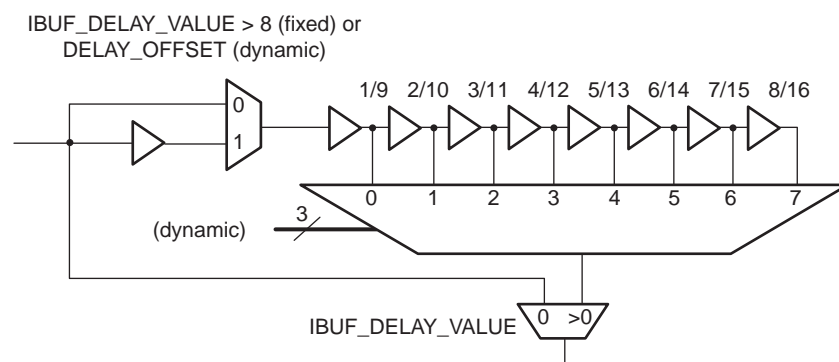 IBUF_DELAY_VALUE > 8 (fixed) or
DELAY_OFFSET (dynamic)
1/9 2/10 3/11 4/12 5/13 6/14 7/15 8/16
0
1
0 1 2 3 4 5 6 7
3
(dynamic)
0 >0
IBUF_DELAY_VALUE